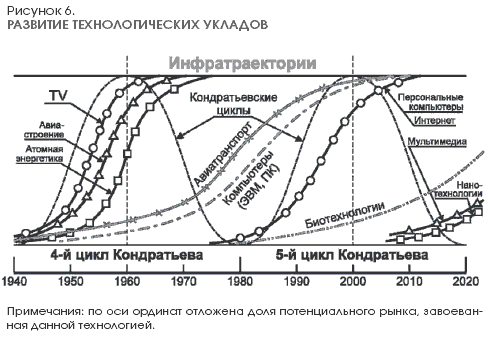 Рисунок 6.
РАЗВИТИЕ ТЕХНОЛОГИЧЕСКИХ УКЛАДОВ
Инфратраектории
TV
Авиа-
строение
Атомная
энергетика
Кондратьевские
циклы
Авиатранспорт
Компьютеры
(ЭВМ, ПК)
Персональные
компьютеры
Интернет
Мультимедиа
Биотехнологии
Нано-
технологии
4-й цикл Кондратьева
5-й цикл Кондратьева
1940 1950 1960 1970 1980 1990 2000 2010 2020
Примечания: по оси ординат отложена доля потенциального рынка, завоеван-
ная данной технологией.